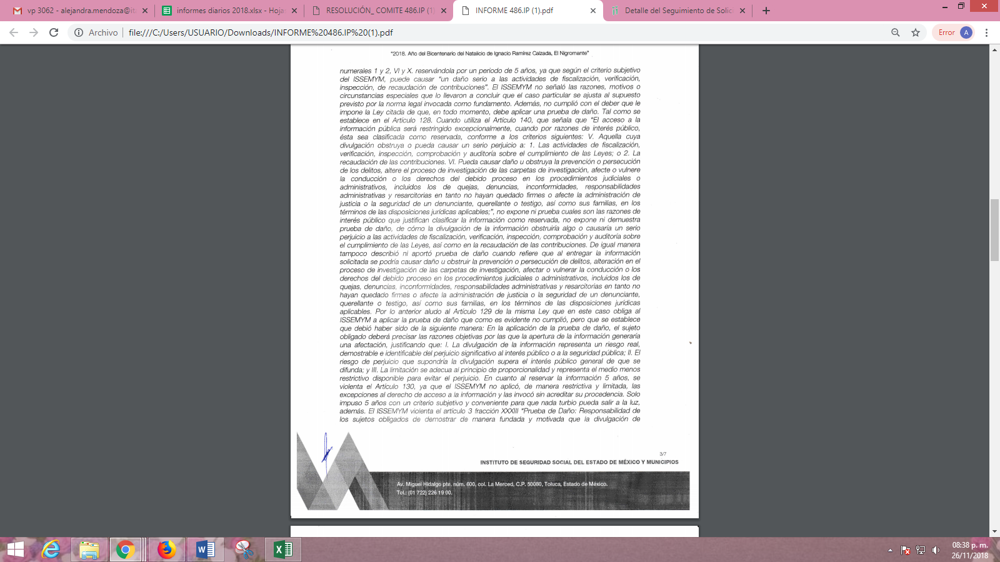 vp 3062 - alejandra.mendoza@it
informes diarios 2018.xlsx - Hoja
RESOLUCIÓN_ COMITE 486.IP (1)
INFORME 486.IP (1).pdf
Detalle del Seguimiento de Solic
Archivo
file:///C:/Users/USUARIO/Downloads/INFORME%20486.IP%20(1).pdf
Error
A
"2018. Año del Bicentenario del Natalicio de Ignacio Ramírez Calzada, El Nigromante"
numerales 1 y 2, VI y X. reservándola por un periodo de 5 años, ya que según el criterio subjetivo
del ISSEMYM, puede causar "un daño serio a las actividades de fiscalización, verificación,
inspección, de recaudación de contribuciones". El ISSEMYM no señaló las razones, motivos o
circunstancias especiales que lo llevaron a concluir que el caso particular se ajusta al supuesto
previsto por la norma legal invocada como fundamento. Además, no cumplió con el deber que le
impone la Ley citada de que, en todo momento, debe aplicar una prueba de daño. Tal como se
establece en el Artículo 128. Cuando utiliza el Artículo 140, que señala que "El acceso a la
información pública será restringido excepcionalmente, cuando por razones de interés público,
ésta sea clasificada como reservada, conforme a los criterios siguientes: V. Aquella cuya
divulgación obstruya o pueda causar un serio perjuicio a: 1. Las actividades de fiscalización,
verificación, inspección, comprobación y auditoría sobre el cumplimiento de las Leyes; o 2. La
recaudación de las contribuciones. VI. Pueda causar daño u obstruya la prevención o persecución
de los delitos, altere el proceso de investigación de las carpetas de investigación, afecte o vulnere
la conducción o los derechos del debido proceso en los procedimientos judiciales o
administrativos, incluidos los de quejas, denuncias, inconformidades, responsabilidades
administrativas y resarcitorias en tanto no hayan quedado firmes o afecte la administración de
justicia o la seguridad de un denunciante, querellante o testigo, así como sus familias, en los
términos de las disposiciones jurídicas aplicables;", no expone ni prueba cuales son las razones de
interés público que justifican clasificar la información como reservada, no expone ni demuestra
prueba de daño, de cómo la divulgación de la información obstruiría algo o causaría un serio
perjuicio a las actividades de fiscalización, verificación, inspección, comprobación y auditoría sobre
el cumplimiento de las Leyes, así como en la recaudación de las contribuciones. De igual manera
tampoco describió ni aportó prueba de daño cuando refiere que al entregar la información
solicitada se podría causar daño u obstruir la prevención o persecución de delitos, alteración en el
proceso de investigación de las carpetas de investigación, afectar o vulnerar la conducción o los
derechos del debido proceso en los procedimientos judiciales o administrativos, incluidos los de
quejas, denuncias, inconformidades, responsabilidades administrativas y resarcitorias en tanto no
hayan quedado firmes o afecte la administración de justicia o la seguridad de un denunciante,
querellante o testigo, así como sus familias, en los términos de las disposiciones jurídicas
aplicables. Por lo anterior aludo al Artículo 129 de la misma Ley que en este caso obliga al
ISSEMYM a aplicar la prueba de daño que como es evidente no cumplió, pero que se establece
que debió haber sido de la siguiente manera: En la aplicación de la prueba de daño, el sujeto
obligado deberá precisar las razones objetivas por las que la apertura de la información generaría
una afectación, justificando que: I. La divulgación de la información representa un riesgo real,
demostrable e identificable del perjuicio significativo al interés público o a la seguridad pública; II. El
riesgo de perjuicio que supondría la divulgación supera el interés público general de que se
difunda; y III. La limitación se adecua al principio de proporcionalidad y representa el medio menos
restrictivo disponible para evitar el perjuicio. En cuanto al reservar la información 5 años, se
violenta el Artículo 130, ya que el ISSEMYM no aplicó, de manera restrictiva y limitada, las
excepciones al derecho de acceso a la información y las invocó sin acreditar su procedencia. Solo
impuso 5 años con un criterio subjetivo y conveniente para que nada turbio pueda salir a la luz,
además. El ISSEMYM violenta el artículo 3 fracción XXXIII "Prueba de Daño: Responsabilidad de
los sujetos obligados de demostrar de manera fundada y motivada que la divulgación de
3/7
INSTITUTO DE SEGURIDAD SOCIAL DEL ESTADO DE MÉXICO Y MUNICIPIOS
Av. Miguel Hidalgo pte. núm. 600, col. La Merced, C.P. 50080, Toluca, Estado de México.
Tel.: (01 722) 226 19 00.
08:38 p. m.
26/11/2018